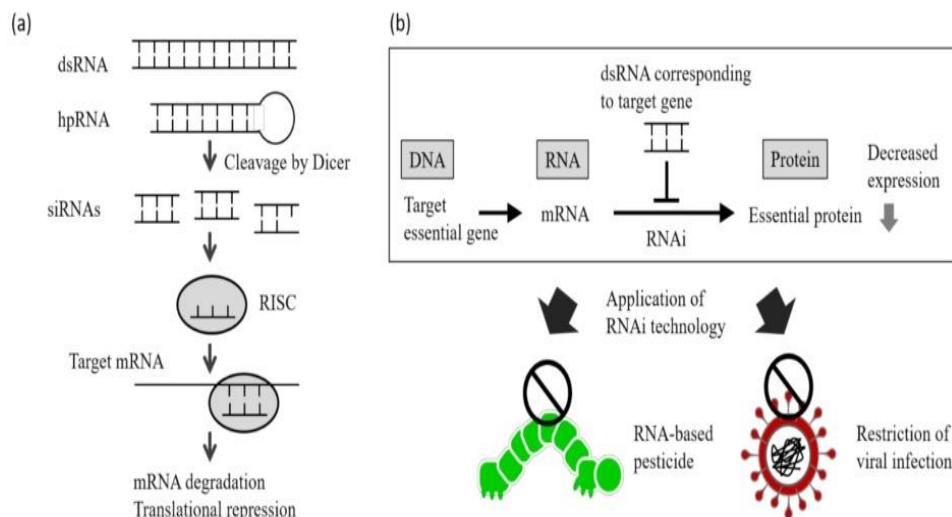 (a)
dsRNA
hpRNA
Cleavage by Dicer
siRNAs
RISC
Target mRNA
mRNA degradation
Translational repression
(b)
dsRNA corresponding
to target gene
DNA
RNA
Protein
Decreased
expression
Target
essential gene
mRNA
Essential protein
RNAi
Application of
RNAi technology
RNA-based
pesticide
Restriction of
viral infection